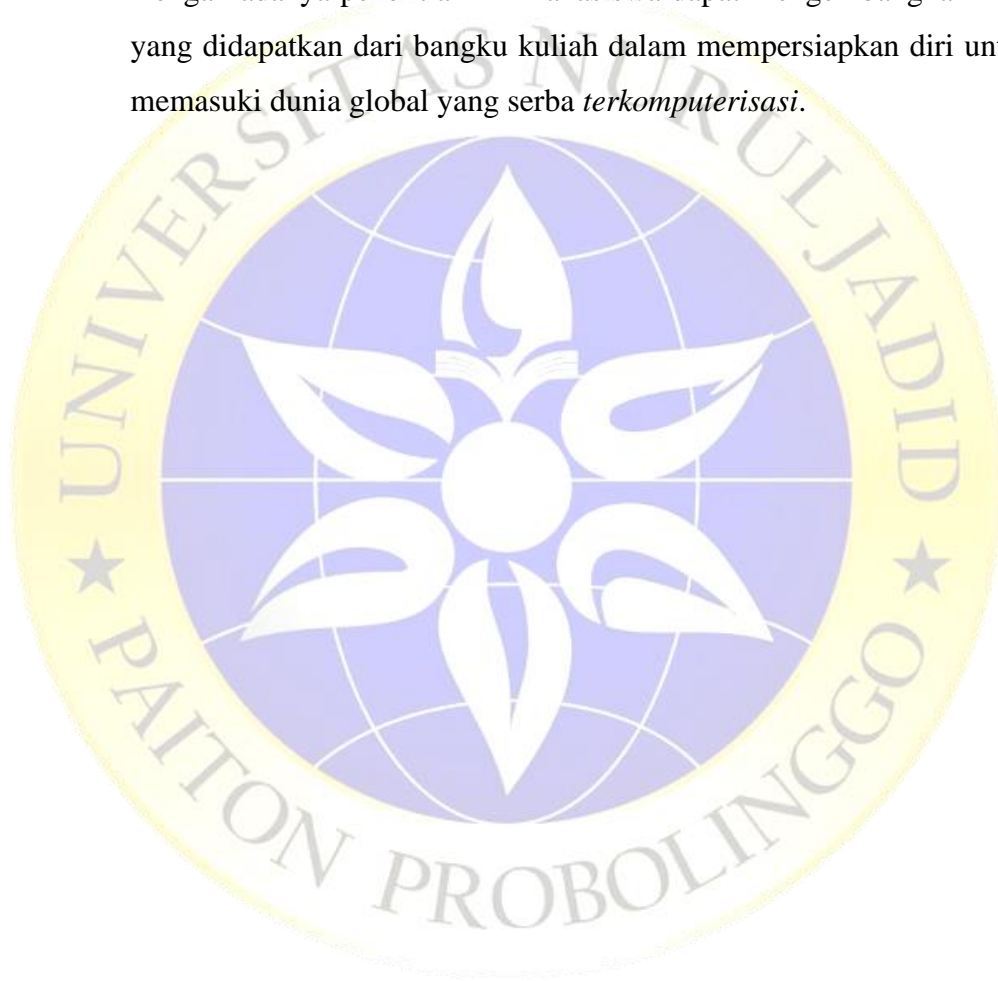 yang didapatkan dari bangku kuliah dalam mempersiapkan diri un
memasuki dunia global yang serba terkomputerisasi.
UNIVERSITAS NURUL JADID
★ PAITON PROBOLINGGO ★